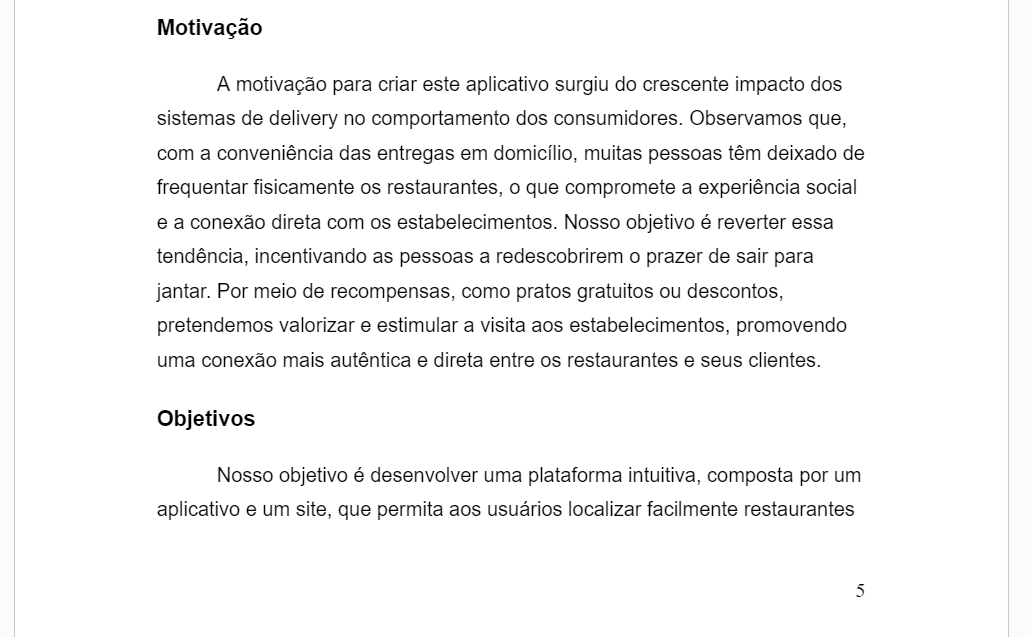 Motivação
A motivação para criar este aplicativo surgiu do crescente impacto dos
sistemas de delivery no comportamento dos consumidores. Observamos que,
com a conveniência das entregas em domicílio, muitas pessoas têm deixado de
frequentar fisicamente os restaurantes, o que compromete a experiência social
e a conexão direta com os estabelecimentos. Nosso objetivo é reverter essa
tendência, incentivando as pessoas a redescobrirem o prazer de sair para
jantar. Por meio de recompensas, como pratos gratuitos ou descontos,
pretendemos valorizar e estimular a visita aos estabelecimentos, promovendo
uma conexão mais autêntica e direta entre os restaurantes e seus clientes.
Objetivos
Nosso objetivo é desenvolver uma plataforma intuitiva, composta por um
aplicativo e um site, que permita aos usuários localizar facilmente restaurantes
5